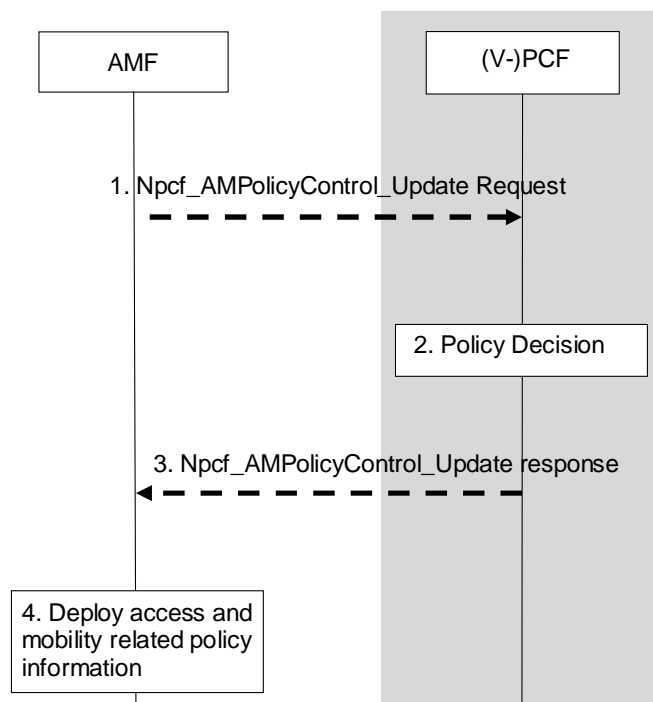 AMF
(V-)PCF
1. Npcf_AMPolicyControl_Update Request
2. Policy Decision
3. Npcf_AMPolicyControl_Update response
4. Deploy access and
mobility related policy
information